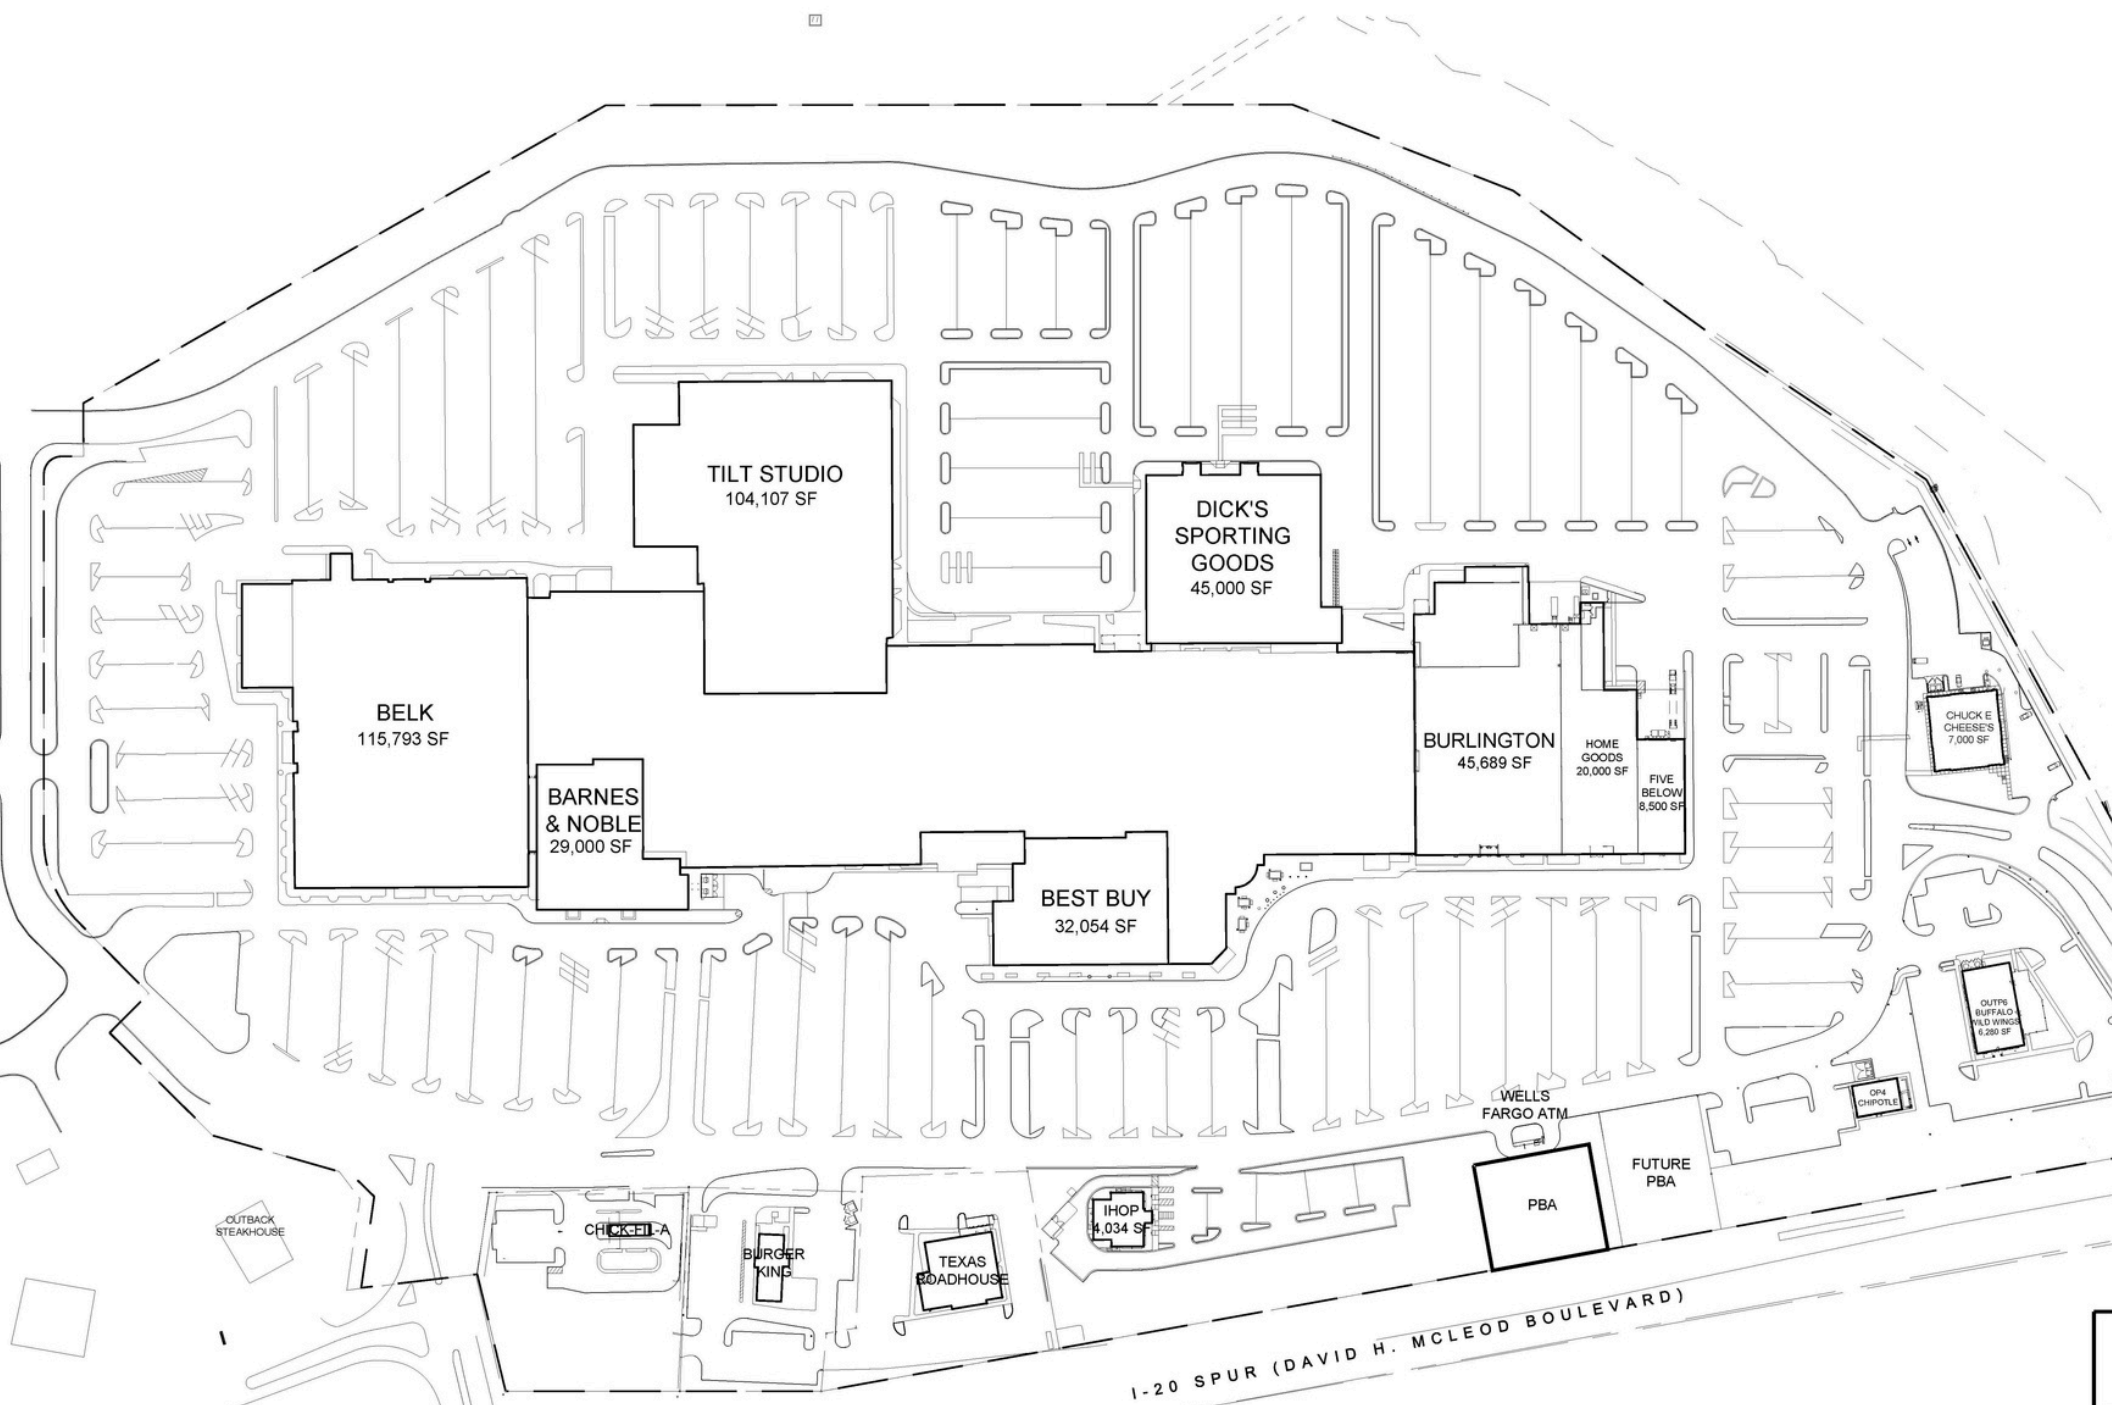 TILT STUDIO
104,107 SF
DICK'S
SPORTING
GOODS
45,000 SF
BELK
115,793 SF
BARNES
& NOBLE
29,000 SF
BEST BUY
32,054 SF
BURLINGTON
45,689 SF
HOME
GOODS
20,000 SF
FIVE
BELOW
8,500 SF
CHUCK E
CHEESE'S
7,000 SF
OUTP6
BUFFALO
WILD WINGS
6,280 SF
OP4
CHIPOTLE
WELLS
FARGO ATM
FUTURE
PBA
PBA
IHOP
4,034 SF
TEXAS
ROADHOUSE
BURGER
KING
CHICK-FIL-A
OUTBACK
STEAKHOUSE
I-20 SPUR (DAVID H. MCLEOD BOULEVARD)